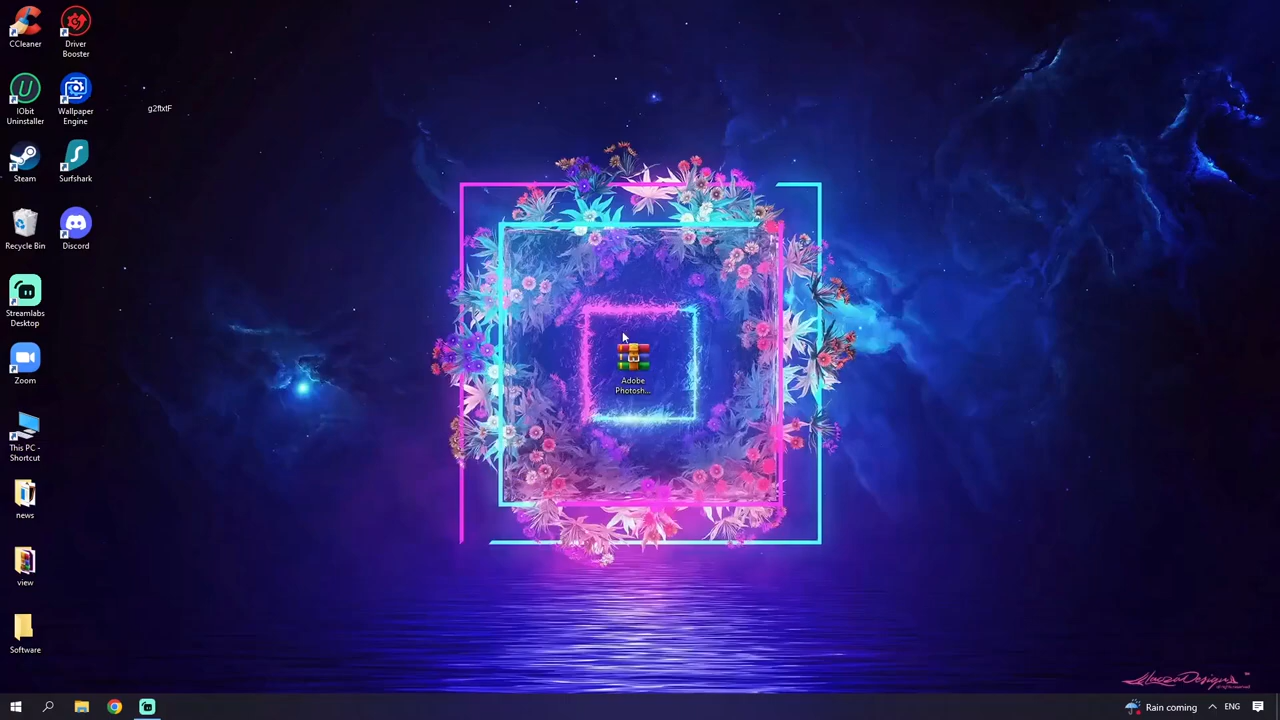 CCleaner
Driver
Booster
g2ftxtF
IObit
Uninstaller
Wallpaper
Engine
Steam
Surfshark
Recycle Bin
Discord
Streamlabs
Desktop
Zoom
Adobe
Photosh...
This PC -
Shortcut
news
view
Software
Rain coming
ENG